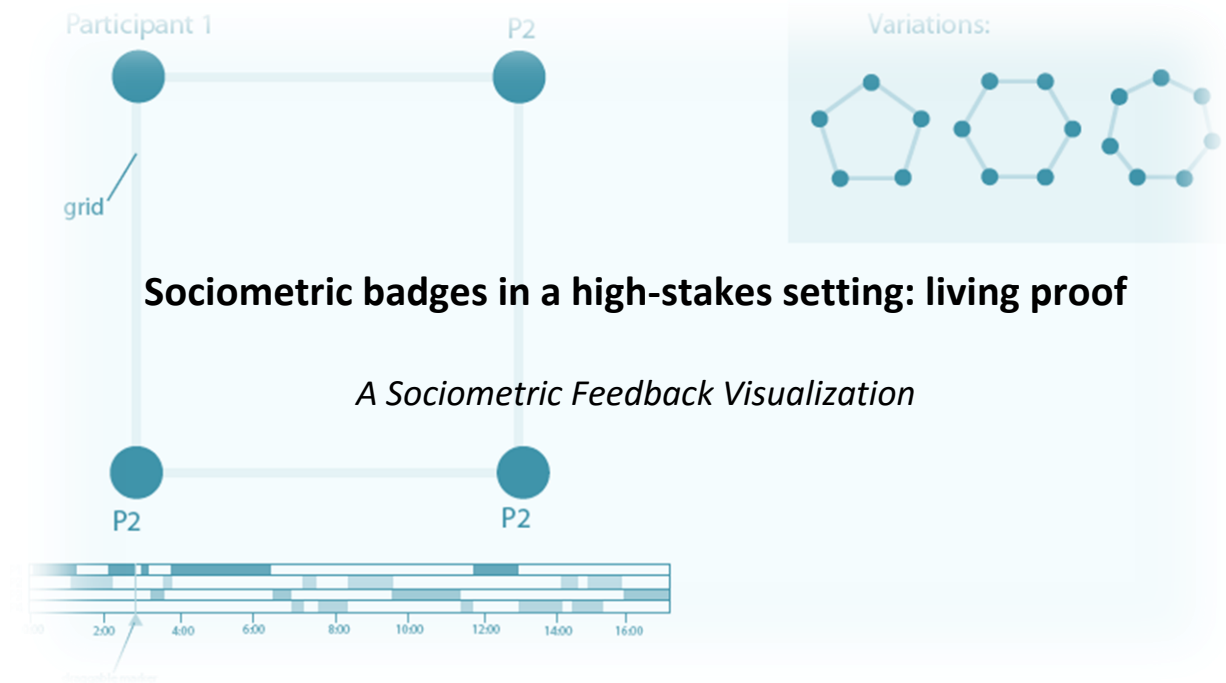 Participant 1
P2
Variations:
grid
Sociometric badges in a high-stakes setting: living proof
A Sociometric Feedback Visualization
P2
P2
2:00 4:00 6:00 8:00 10:00 12:00 14:00 16:00